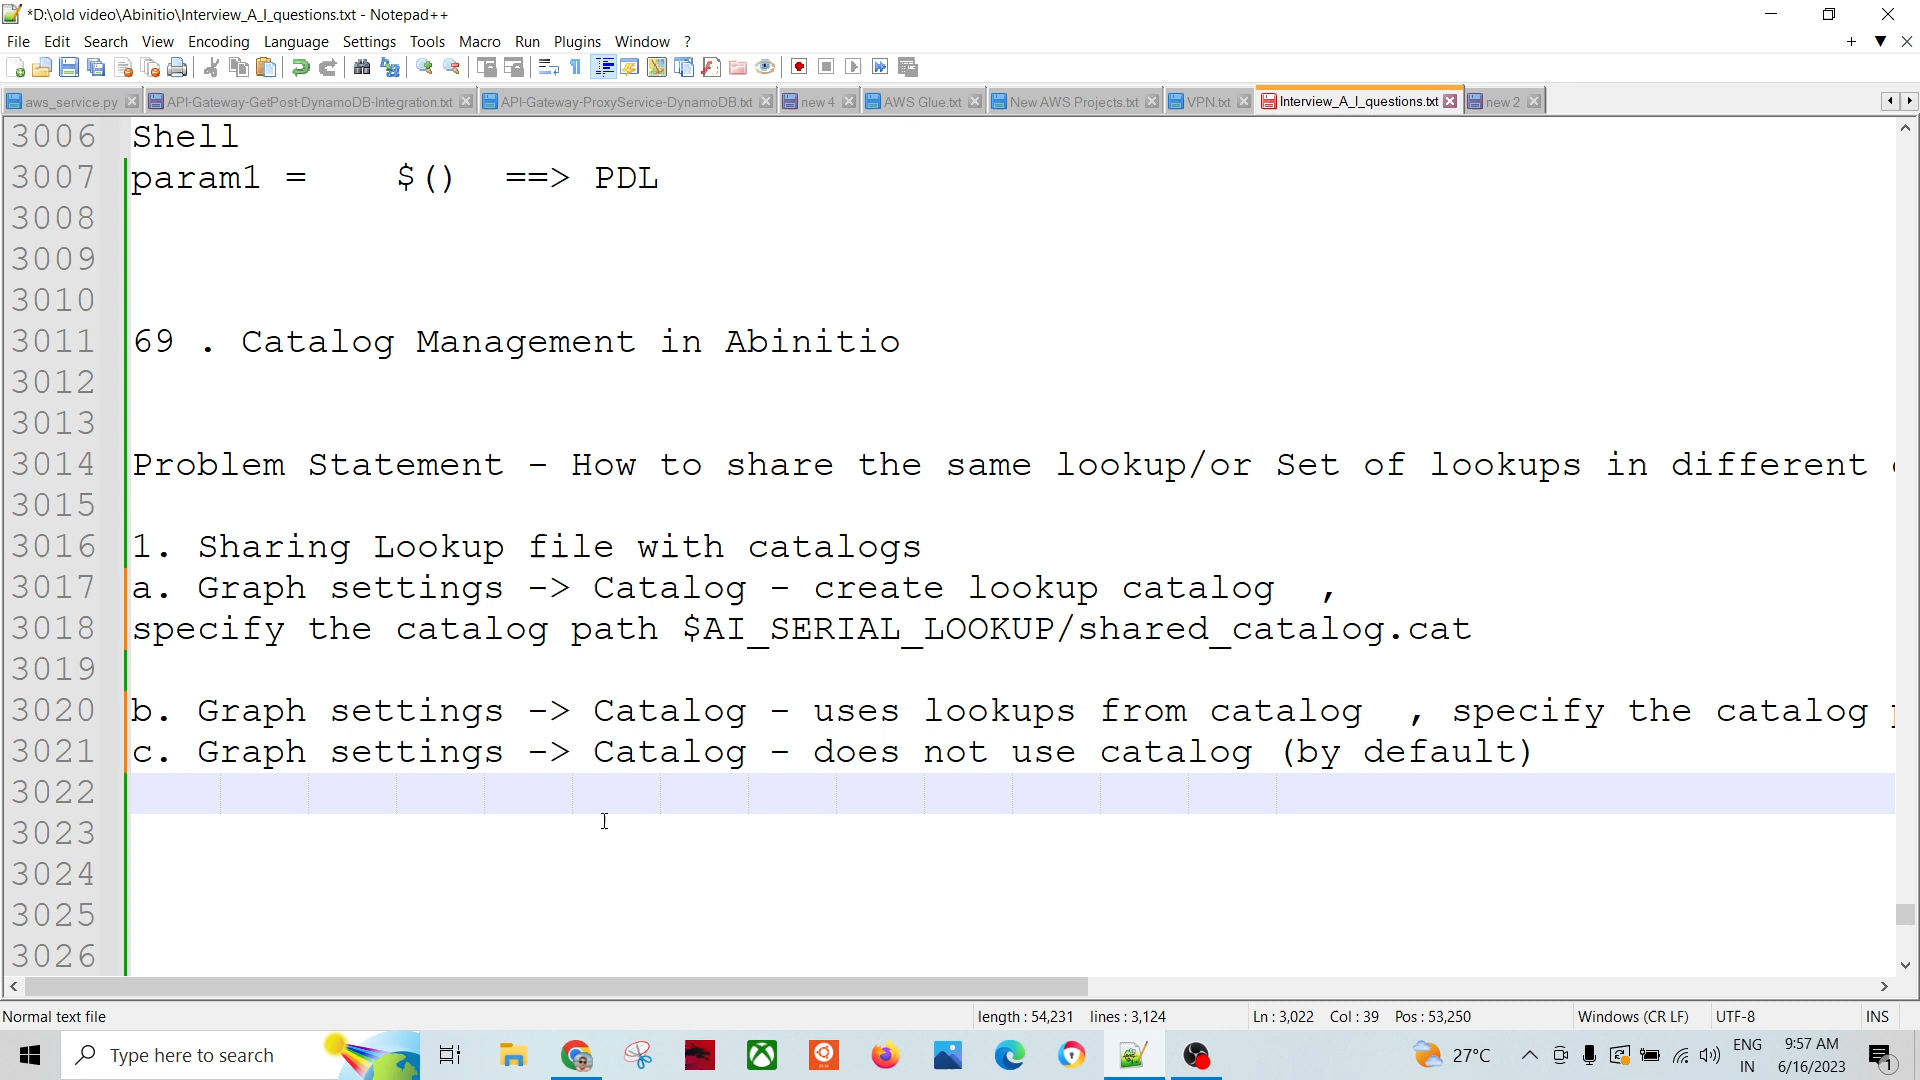 *D:\old video\Abinitio\Interview_A_I_questions.txt - Notepad++
File Edit Search View Encoding Language Settings Tools Macro Run Plugins Window ?
aws_service.py API-Gateway-GetPost-DynamoDB-Integration.txt API-Gateway-ProxyService-DynamoDB.txt new 4 AWS Glue.txt New AWS Projects.txt VPN.txt Interview_A_I_questions.txt new 2
3006 Shell
3007 param1 = $() ==> PDL
3008
3009
3010
3011 69 . Catalog Management in Abinitio
3012
3013
3014 Problem Statement - How to share the same lookup/or Set of lookups in different
3015
3016 1. Sharing Lookup file with catalogs
3017 a. Graph settings -> Catalog - create lookup catalog ,
3018 specify the catalog path $AI_SERIAL_LOOKUP/shared_catalog.cat
3019
3020 b. Graph settings -> Catalog - uses lookups from catalog , specify the catalog
3021 c. Graph settings -> Catalog - does not use catalog (by default)
3022
3023
3024
3025
3026
Normal text file length : 54,231 lines : 3,124 Ln : 3,022 Col : 39 Pos : 53,250 Windows (CR LF) UTF-8 INS
Type here to search 27°C ENG IN 9:57 AM 6/16/2023 1